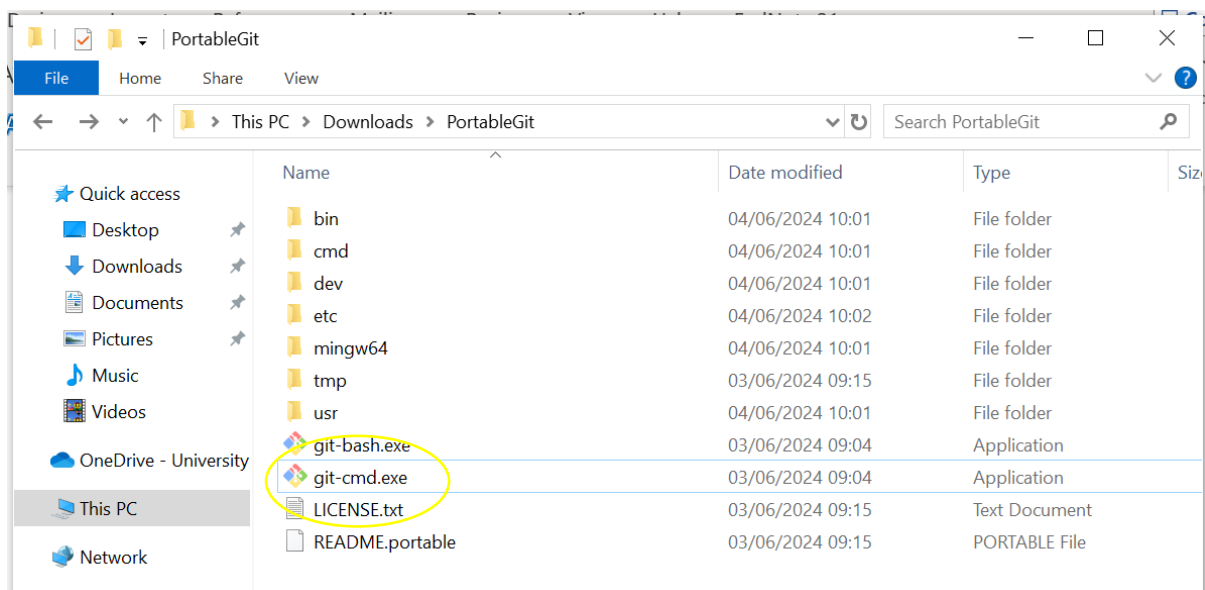 PortableGit
File Home Share View
This PC > Downloads > PortableGit Search PortableGit
Name Date modified Type
Quick access
Desktop
Downloads
Documents
Pictures
Music
Videos
OneDrive - University
This PC
Network
bin 04/06/2024 10:01 File folder
cmd 04/06/2024 10:01 File folder
dev 04/06/2024 10:01 File folder
etc 04/06/2024 10:02 File folder
mingw64 04/06/2024 10:01 File folder
tmp 03/06/2024 09:15 File folder
usr 04/06/2024 10:01 File folder
git-bash.exe 03/06/2024 09:04 Application
git-cmd.exe 03/06/2024 09:04 Application
LICENSE.txt 03/06/2024 09:15 Text Document
README.portable 03/06/2024 09:15 PORTABLE File